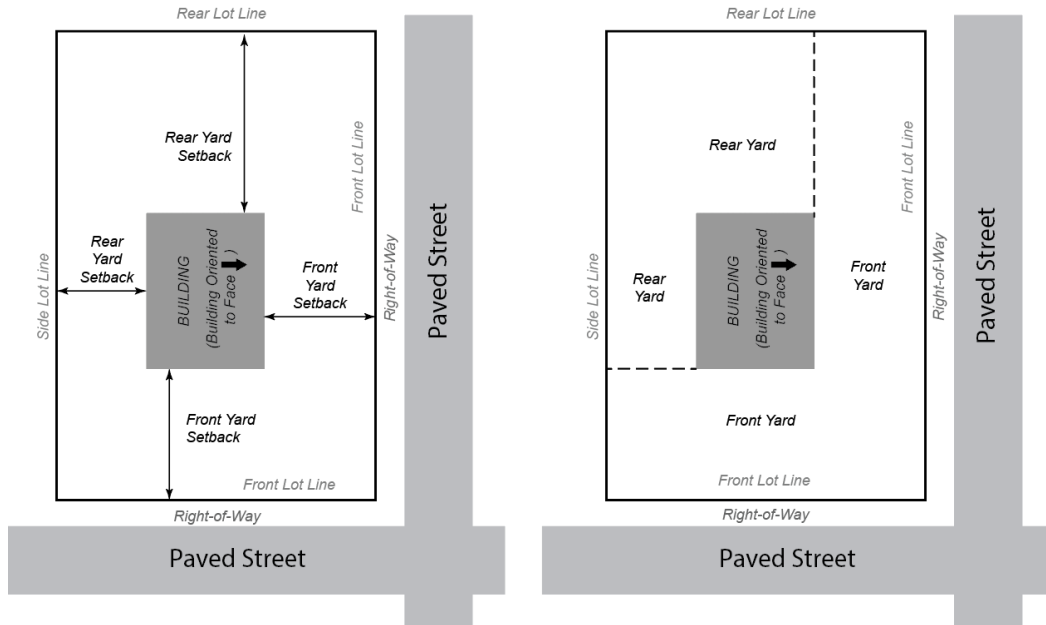 Rear Lot Line
Rear Yard
Setback
Front Lot Line
Paved Street
Rear
Yard
Setback
BUILDING
(Building Oriented
to Face )
Front
Yard
Setback
Side Lot Line
Right-of-Way
Front Yard
Setback
Front Lot Line
Right-of-Way
Paved Street
Rear Lot Line
Rear Yard
Front Lot Line
Paved Street
Rear
Yard
BUILDING
(Building Oriented
to Face )
Front
Yard
Side Lot Line
Right-of-Way
Front Yard
Front Lot Line
Right-of-Way
Paved Street